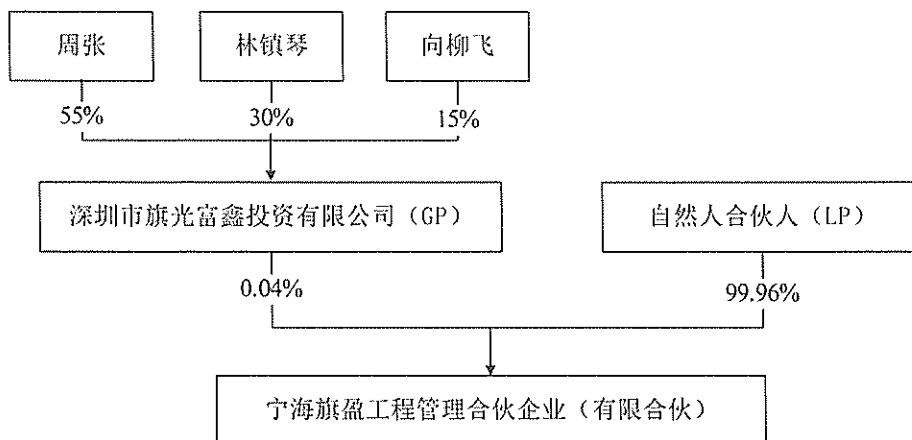 周张
林镇琴
向柳飞
55%
30%
15%
深圳市旗光富鑫投资有限公司（GP）
自然人合伙人（LP）
0.04%
99.96%
宁海旗盈工程管理合伙企业（有限合伙）